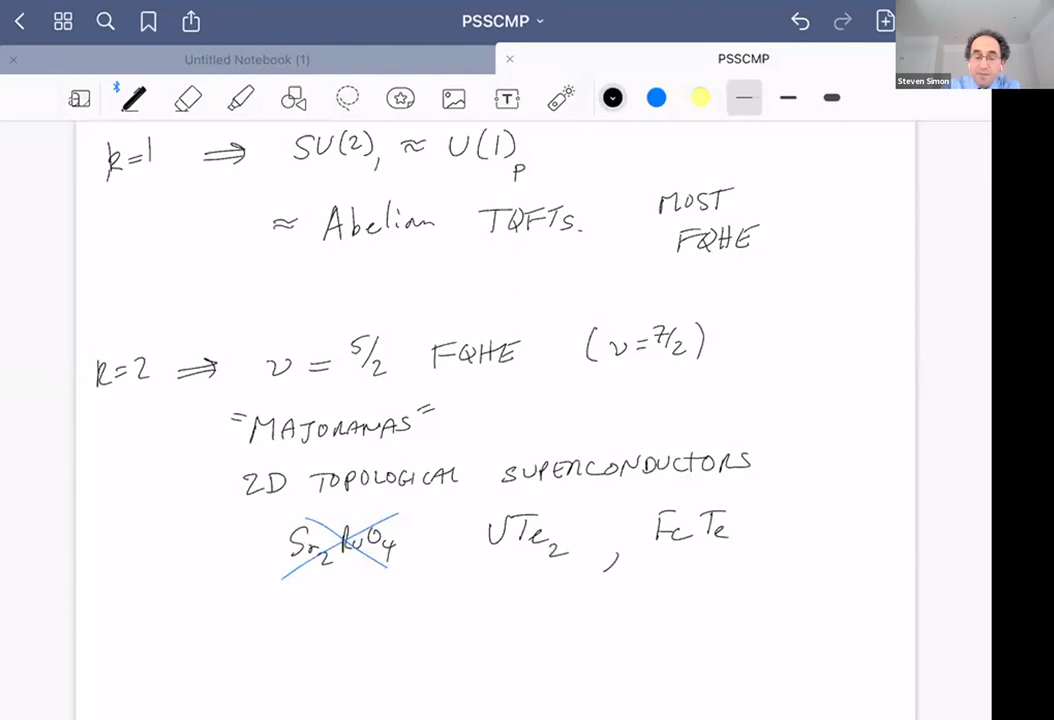 PSSCMP
Untitled Notebook (1)
PSSCMP
Steven Simon
k=1 ⇒ SU(2)₁ ≈ U(1)ₚ
≈ Abelian TQFTs. MOST
FQHE
k=2 ⇒ ν = 5/2 FQHE (ν=7/2)
"MAJORANAS"
2D TOPOLOGICAL SUPERCONDUCTORS
Sr₂RuO₄ UTe₂ , FeTe